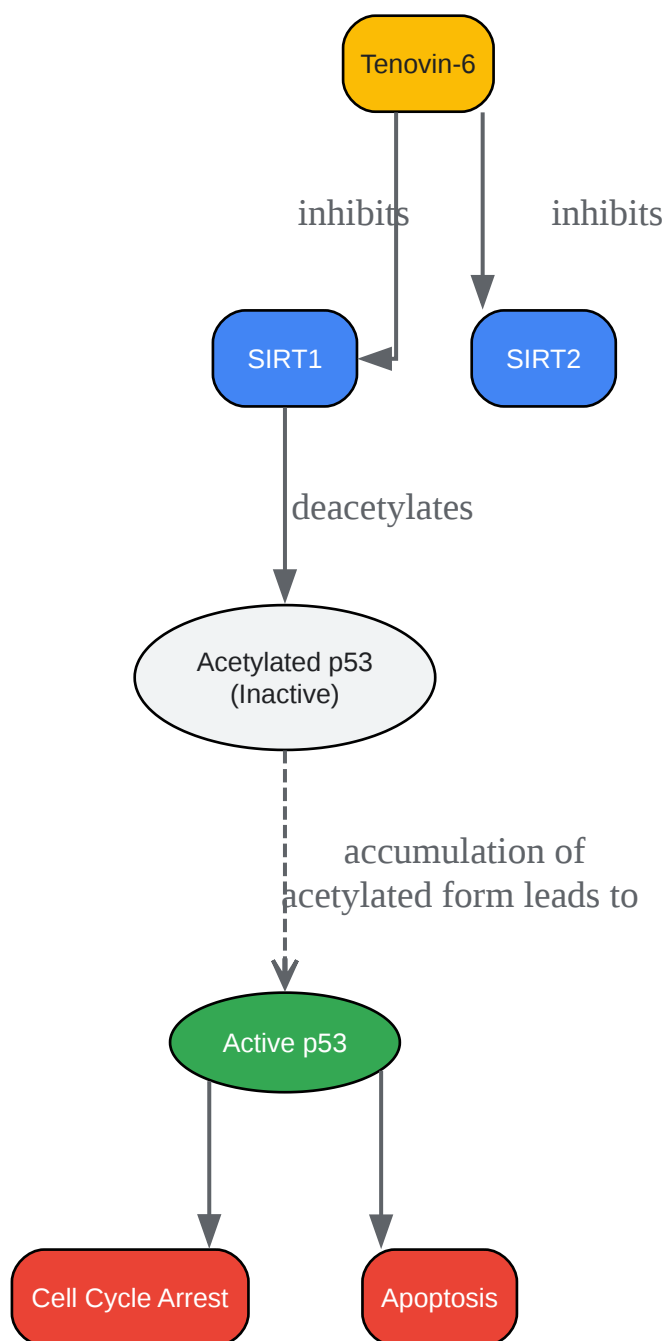 Tenovin-6
inhibits
inhibits
SIRT1
SIRT2
deacetylates
Acetylated p53
(Inactive)
accumulation of
acetylated form leads to
Active p53
Cell Cycle Arrest
Apoptosis